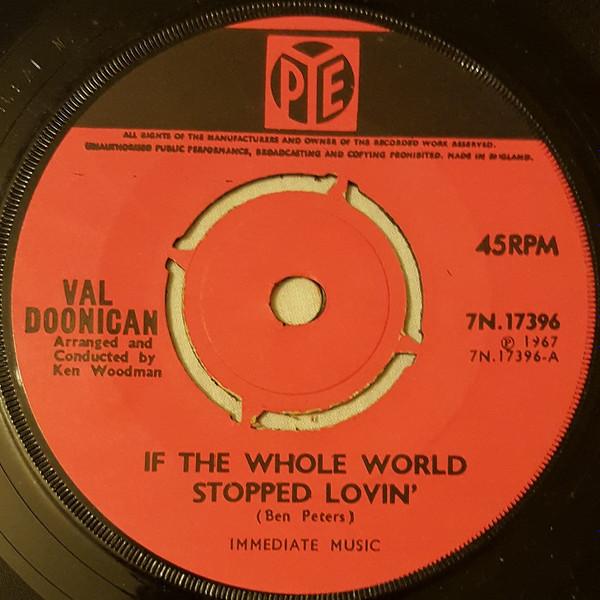 PYE
ALL RIGHTS OF THE MANUFACTURERS AND OWNER OF THE RECORDED WORK RESERVED.
UNAUTHORISED PUBLIC PERFORMANCE, BROADCASTING AND COPYING PROHIBITED. MADE IN ENGLAND.
45RPM
VAL
DOONICAN
Arranged and
Conducted by
Ken Woodman
7N.17396
℗ 1967
7N.17396-A
IF THE WHOLE WORLD
STOPPED LOVIN'
(Ben Peters)
IMMEDIATE MUSIC